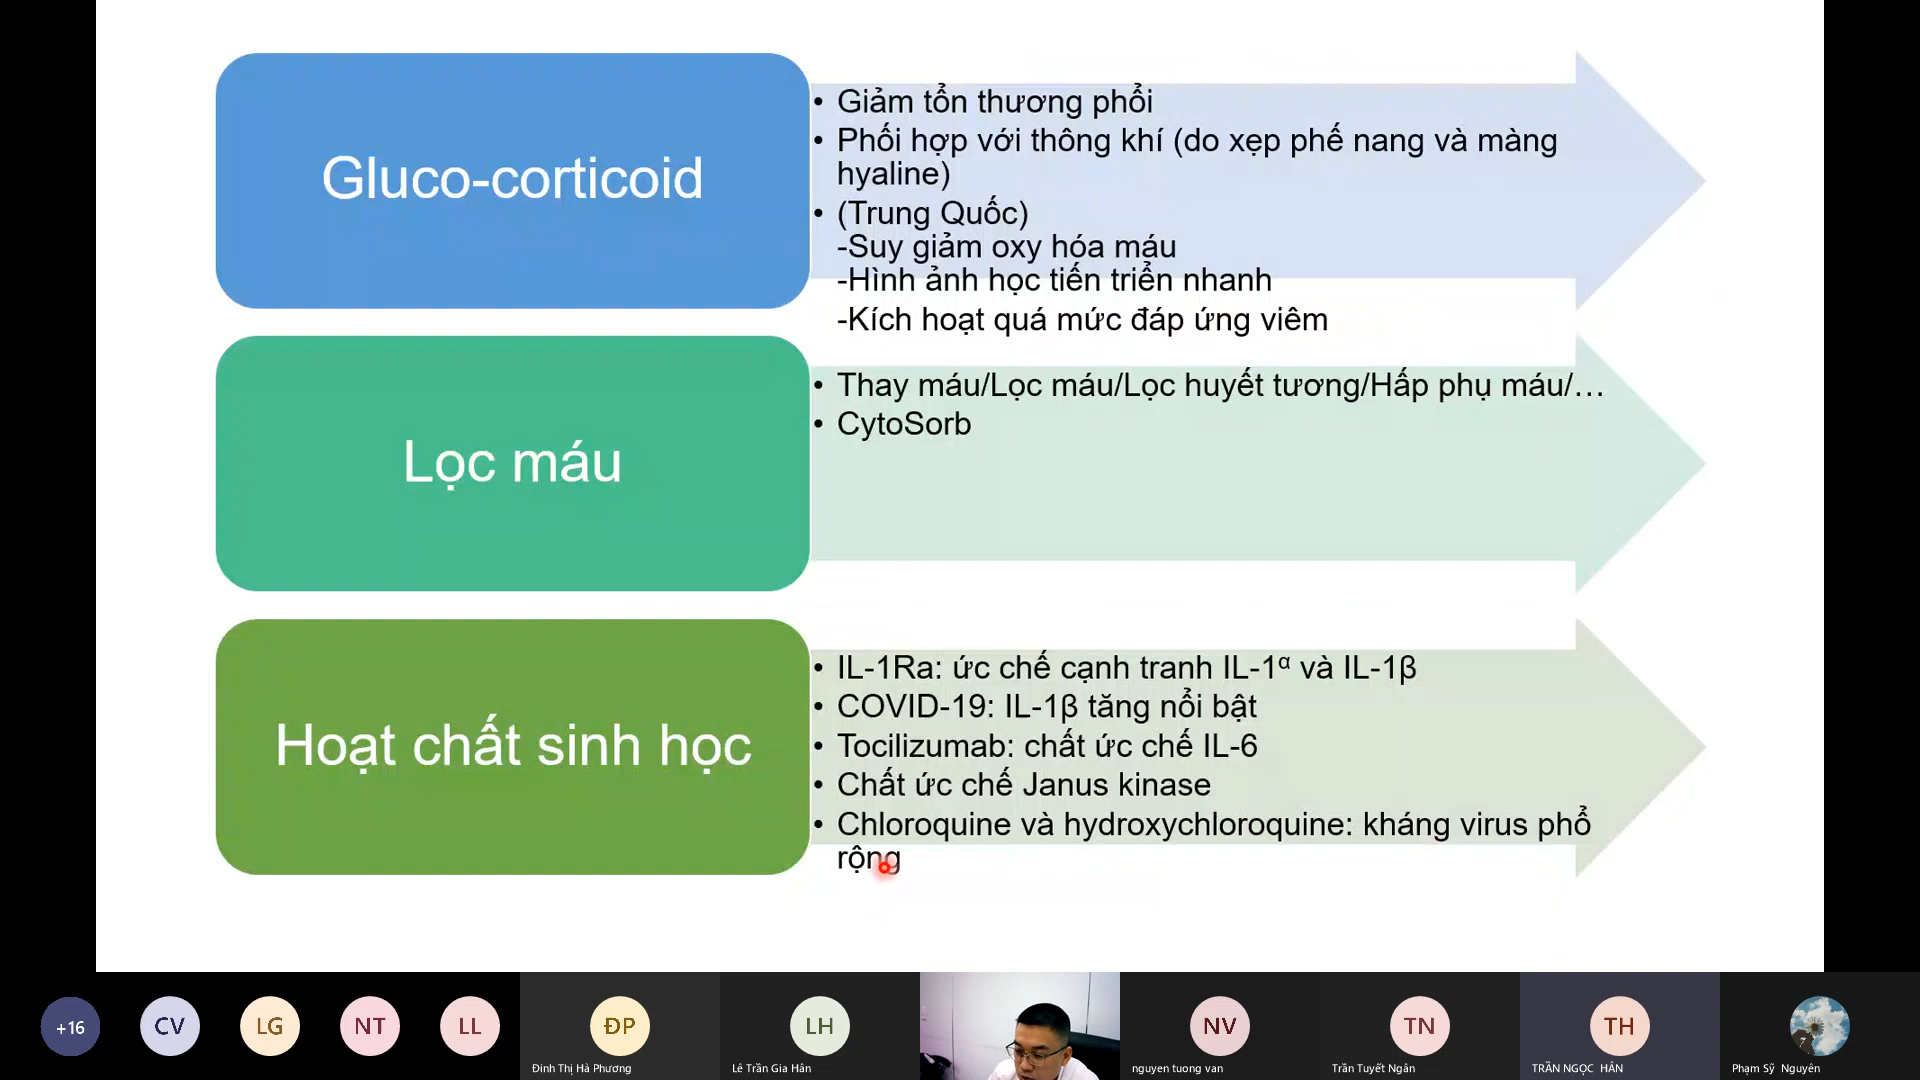 Gluco-corticoid
• Giảm tổn thương phổi
• Phối hợp với thông khí (do xẹp phế nang và màng
hyaline)
• (Trung Quốc)
-Suy giảm oxy hóa máu
-Hình ảnh học tiến triển nhanh
-Kích hoạt quá mức đáp ứng viêm
Lọc máu
• Thay máu/Lọc máu/Lọc huyết tương/Hấp phụ máu/…
• CytoSorb
Hoạt chất sinh học
• IL-1Ra: ức chế cạnh tranh IL-1ᵅ và IL-1β
• COVID-19: IL-1β tăng nổi bật
• Tocilizumab: chất ức chế IL-6
• Chất ức chế Janus kinase
• Chloroquine và hydroxychloroquine: kháng virus phổ
rộng
+16
CV
LG
NT
LL
ĐP
Đinh Thị Hà Phương
LH
Lê Trần Gia Hân
NV
nguyen tuong van
TN
Trần Tuyết Ngân
TH
TRẦN NGỌC HÂN
Phạm Sỹ Nguyên